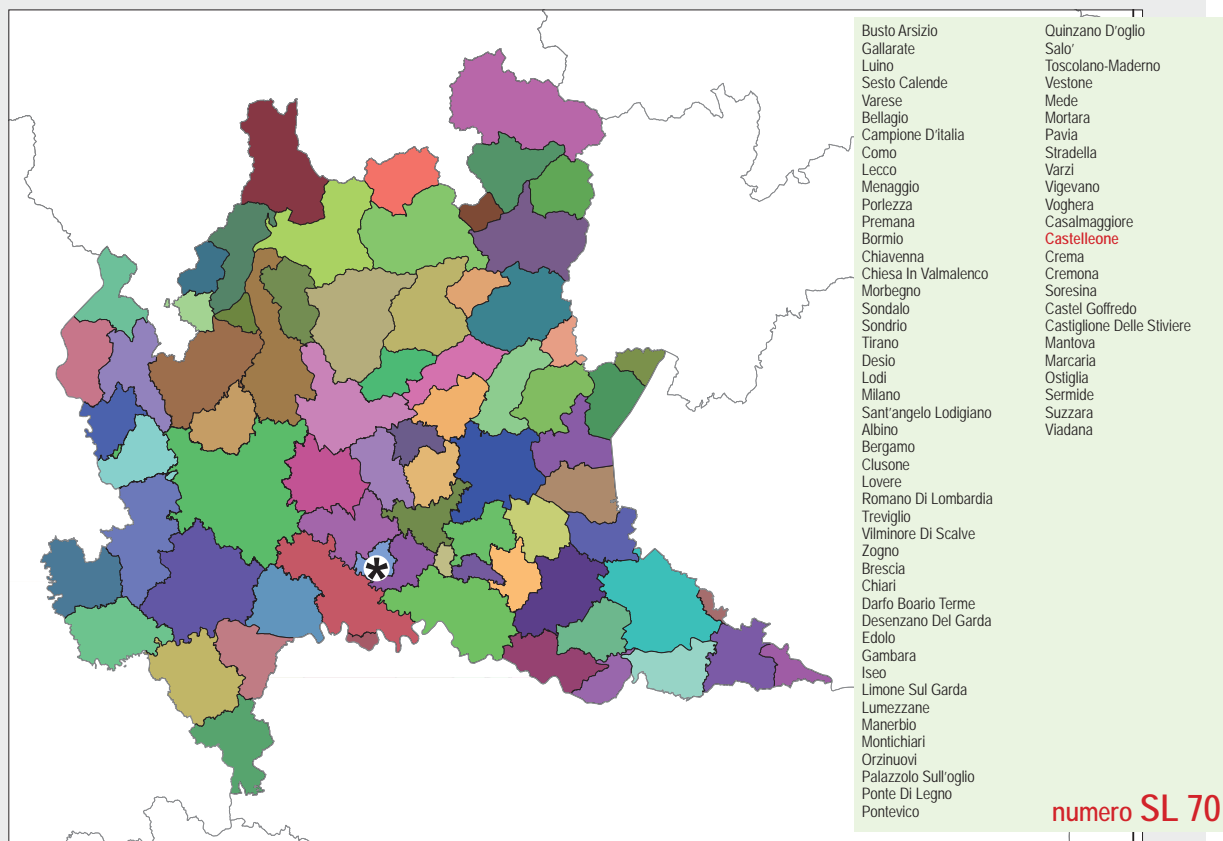 Busto Arsizio
Gallarate
Luino
Sesto Calende
Varese
Bellagio
Campione D'italia
Como
Lecco
Menaggio
Porlezza
Premana
Bormio
Chiavenna
Chiesa In Valmalenco
Morbegno
Sondalo
Sondrio
Tirano
Desio
Lodi
Milano
Sant'angelo Lodigiano
Albino
Bergamo
Clusone
Lovere
Romano Di Lombardia
Treviglio
Vilminore Di Scalve
Zogno
Brescia
Chiari
Darfo Boario Terme
Desenzano Del Garda
Edolo
Gambara
Iseo
Limone Sul Garda
Lumezzane
Manerbio
Montichiari
Orzinuovi
Palazzolo Sull'oglio
Ponte Di Legno
Pontevico
Quinzano D'oglio
Salo'
Toscolano-Maderno
Vestone
Mede
Mortara
Pavia
Stradella
Varzi
Vigevano
Voghera
Casalmaggiore
Castelleone
Crema
Cremona
Soresina
Castel Goffredo
Castiglione Delle Stiviere
Mantova
Marcaria
Ostiglia
Sermide
Suzzara
Viadana
numero SL 70